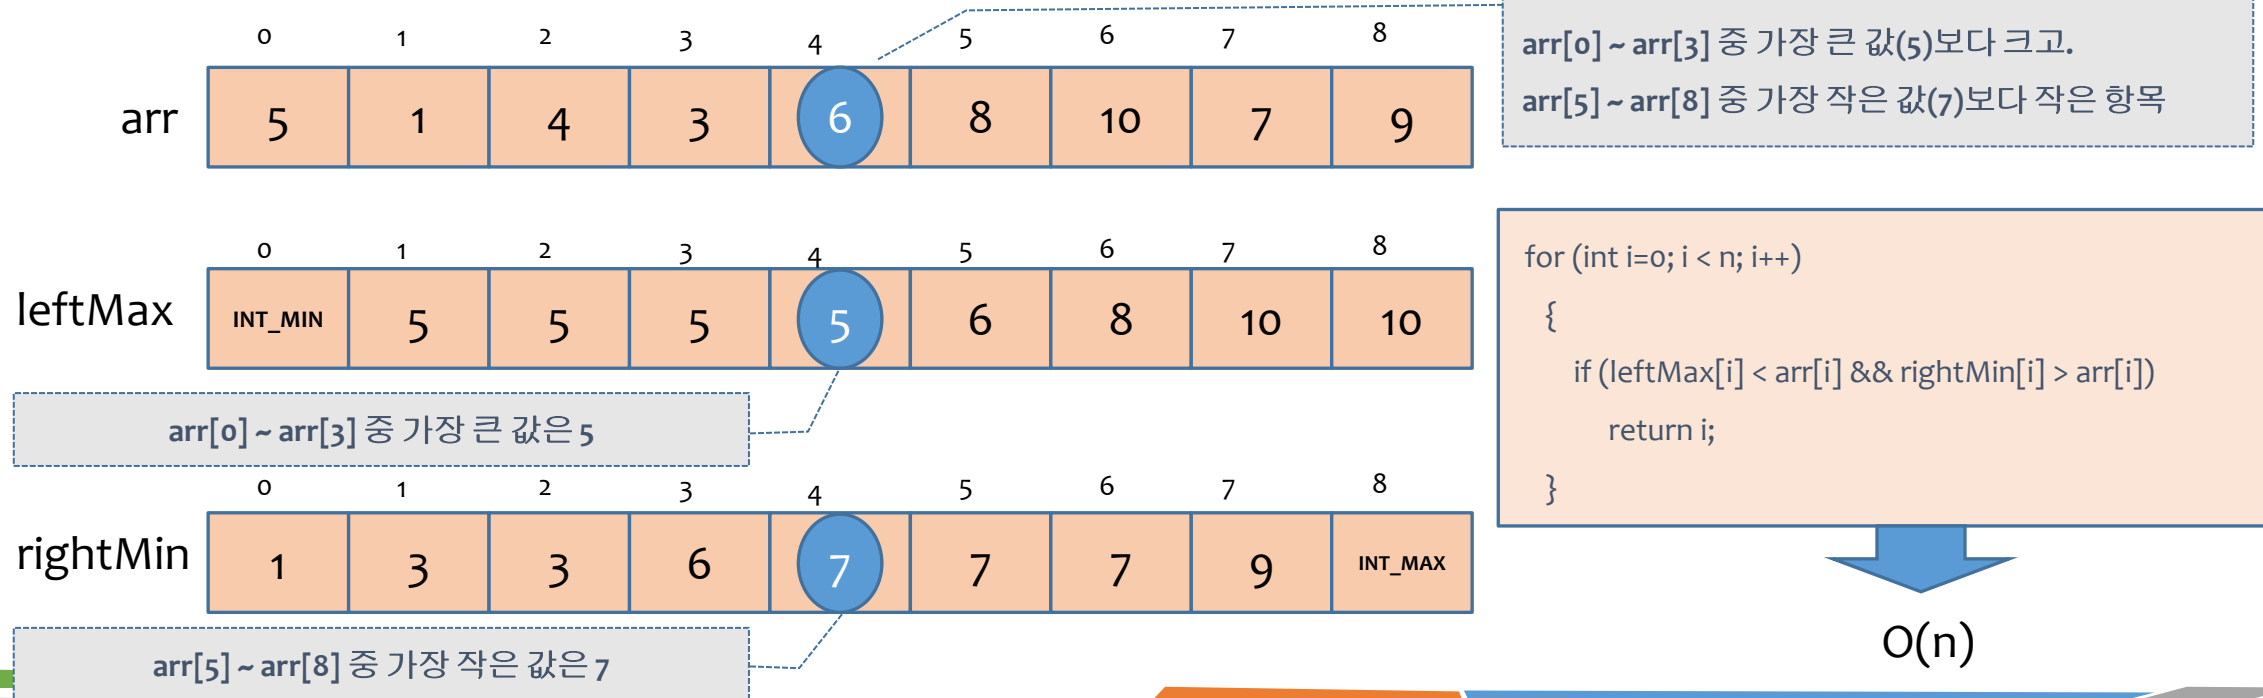 0 1 2 3 4 5 6 7 8
arr 5 1 4 3 6 8 10 7 9
arr[0] ~ arr[3] 중 가장 큰 값(5)보다 크고.
arr[5] ~ arr[8] 중 가장 작은 값(7)보다 작은 항목
0 1 2 3 4 5 6 7 8
leftMax INT_MIN 5 5 5 5 6 8 10 10
arr[0] ~ arr[3] 중 가장 큰 값은 5
0 1 2 3 4 5 6 7 8
rightMin 1 3 3 6 7 7 7 9 INT_MAX
arr[5] ~ arr[8] 중 가장 작은 값은 7
for (int i=0; i < n; i++)
{
if (leftMax[i] < arr[i] && rightMin[i] > arr[i])
return i;
}
O(n)